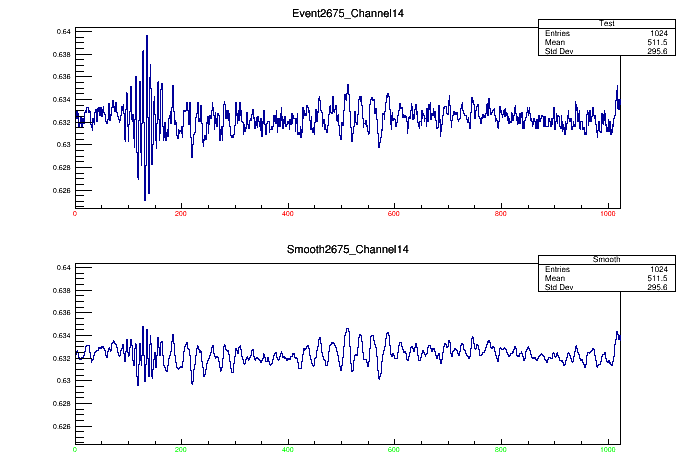 Event2675_Channel14
Test
Entries 1024
Mean 511.5
Std Dev 295.6
0.64
0.638
0.636
0.634
0.632
0.63
0.628
0.626
0 200 400 600 800 1000
Smooth2675_Channel14
Smooth
Entries 1024
Mean 511.5
Std Dev 295.6
0.64
0.638
0.636
0.634
0.632
0.63
0.628
0.626
0 200 400 600 800 1000